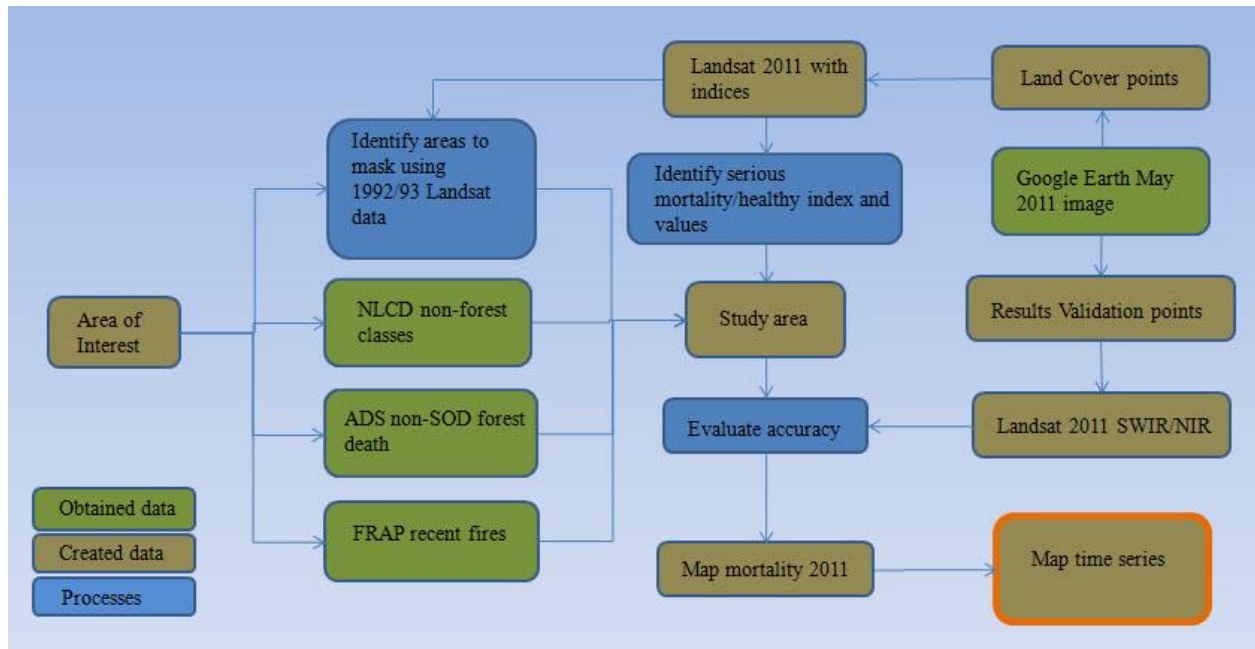 Landsat 2011 with
indices
Land Cover points
Identify areas to
mask using
1992/93 Landsat
data
Identify serious
mortality/healthy index and
values
Google Earth May
2011 image
Area of
Interest
NLCD non-forest
classes
Study area
Results Validation points
ADS non-SOD forest
death
Evaluate accuracy
Landsat 2011 SWIR/NIR
FRAP recent fires
Map mortality 2011
Map time series
Obtained data
Created data
Processes